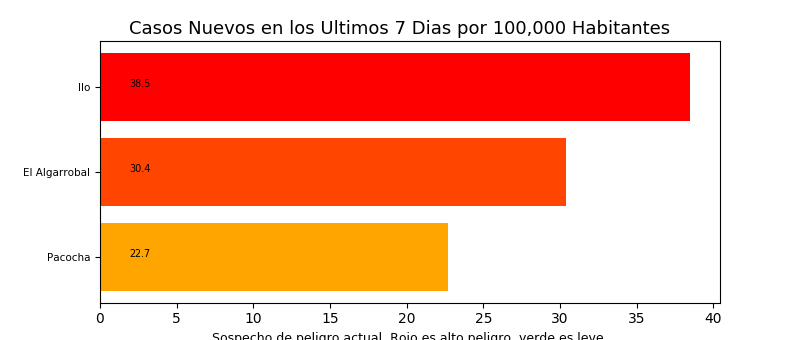 Casos Nuevos en los Ultimos 7 Dias por 100,000 Habitantes
Ilo
38.5
El Algarrobal
30.4
Pacocha
22.7
0 5 10 15 20 25 30 35 40
Sospecho de peligro actual. Rojo es alto peligro, verde es leve